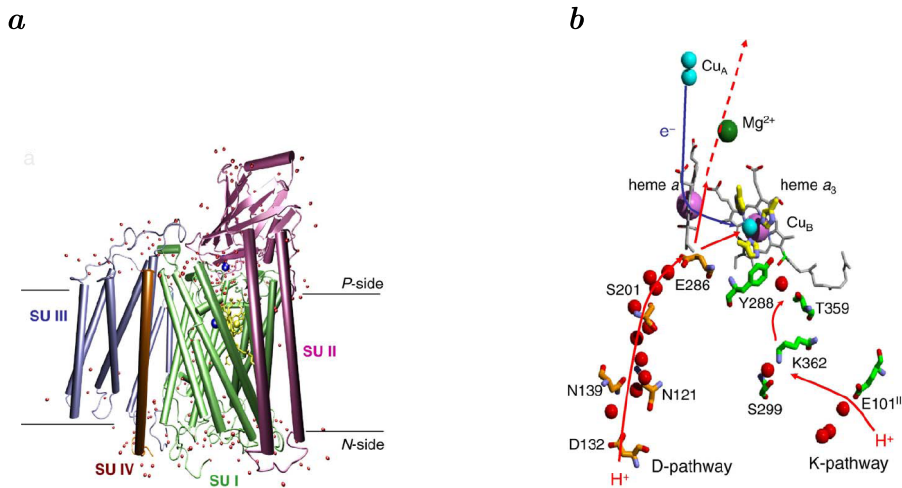 a
b
a
P-side
SU III
SU II
N-side
SU IV
SU I
CuA
Mg2+
e−
heme a
heme a3
CuB
E286
S201
Y288
T359
K362
N139
N121
S299
E101II
D132
H+
D-pathway
H+
K-pathway